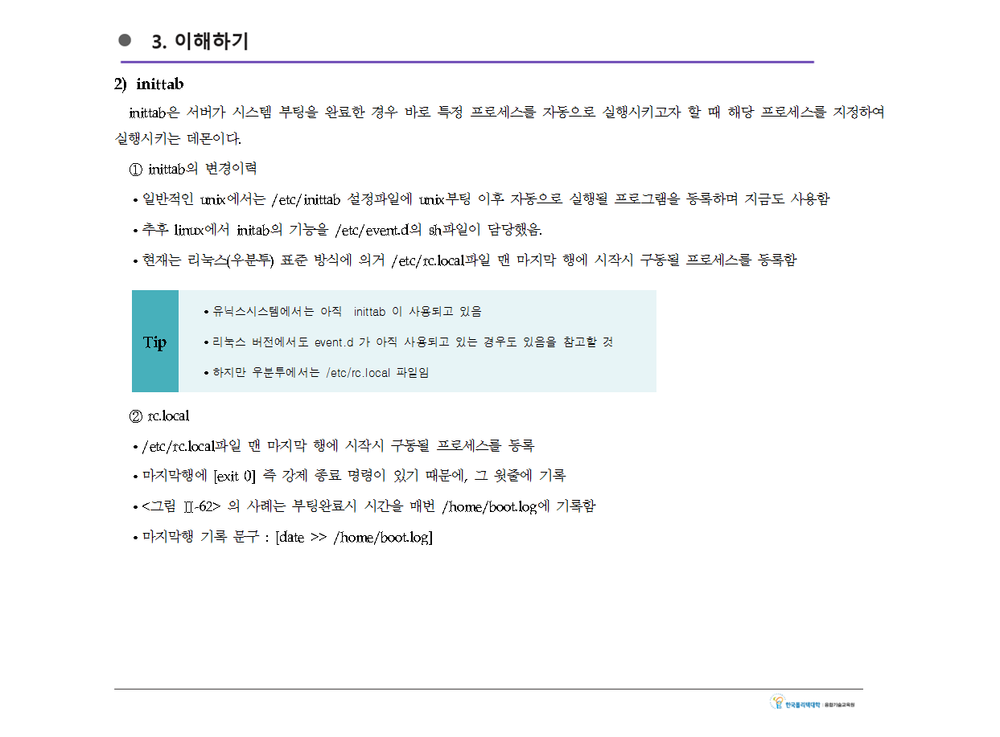 ● 3. 이해하기
2) inittab
inittab은 서버가 시스템 부팅을 완료한 경우 바로 특정 프로세스를 자동으로 실행시키고자 할 때 해당 프로세스를 지정하여
실행시키는 데몬이다.
① inittab의 변경이력
• 일반적인 unix에서는 /etc/inittab 설정파일에 unix부팅 이후 자동으로 실행될 프로그램을 등록하며 지금도 사용함
• 추후 linux에서 initab의 기능을 /etc/event.d의 sh파일이 담당했음.
• 현재는 리눅스(우분투) 표준 방식에 의거 /etc/rc.local파일 맨 마지막 행에 시작시 구동될 프로세스를 등록함
Tip
• 유닉스시스템에서는 아직 inittab 이 사용되고 있음
• 리눅스 버전에서도 event.d 가 아직 사용되고 있는 경우도 있음을 참고할 것
• 하지만 우분투에서는 /etc/rc.local 파일임
② rc.local
• /etc/rc.local파일 맨 마지막 행에 시작시 구동될 프로세스를 등록
• 마지막행에 [exit 0] 즉 강제 종료 명령이 있기 때문에, 그 윗줄에 기록
• <그림 Ⅱ-62> 의 사례는 부팅완료시 시간을 매번 /home/boot.log에 기록함
• 마지막행 기록 문구 : [date >> /home/boot.log]
한국폴리텍대학 | 융합기술교육원